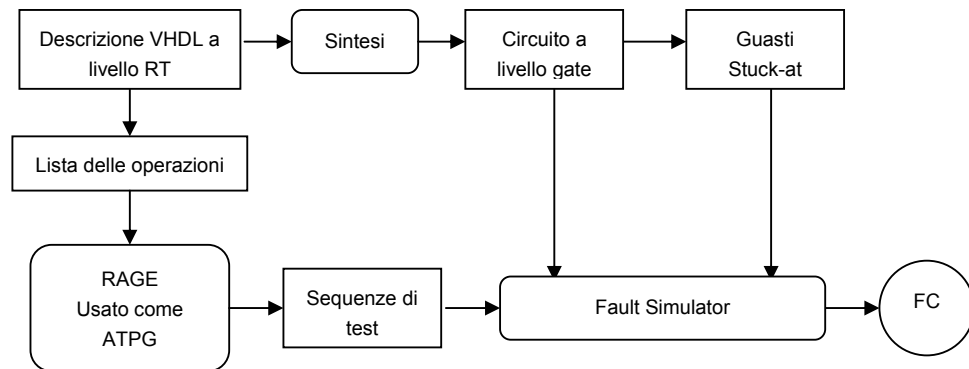 Descrizione VHDL a
livello RT
Sintesi
Circuito a
livello gate
Guasti
Stuck-at
Lista delle operazioni
RAGE
Usato come
ATPG
Sequenze di
test
Fault Simulator
FC